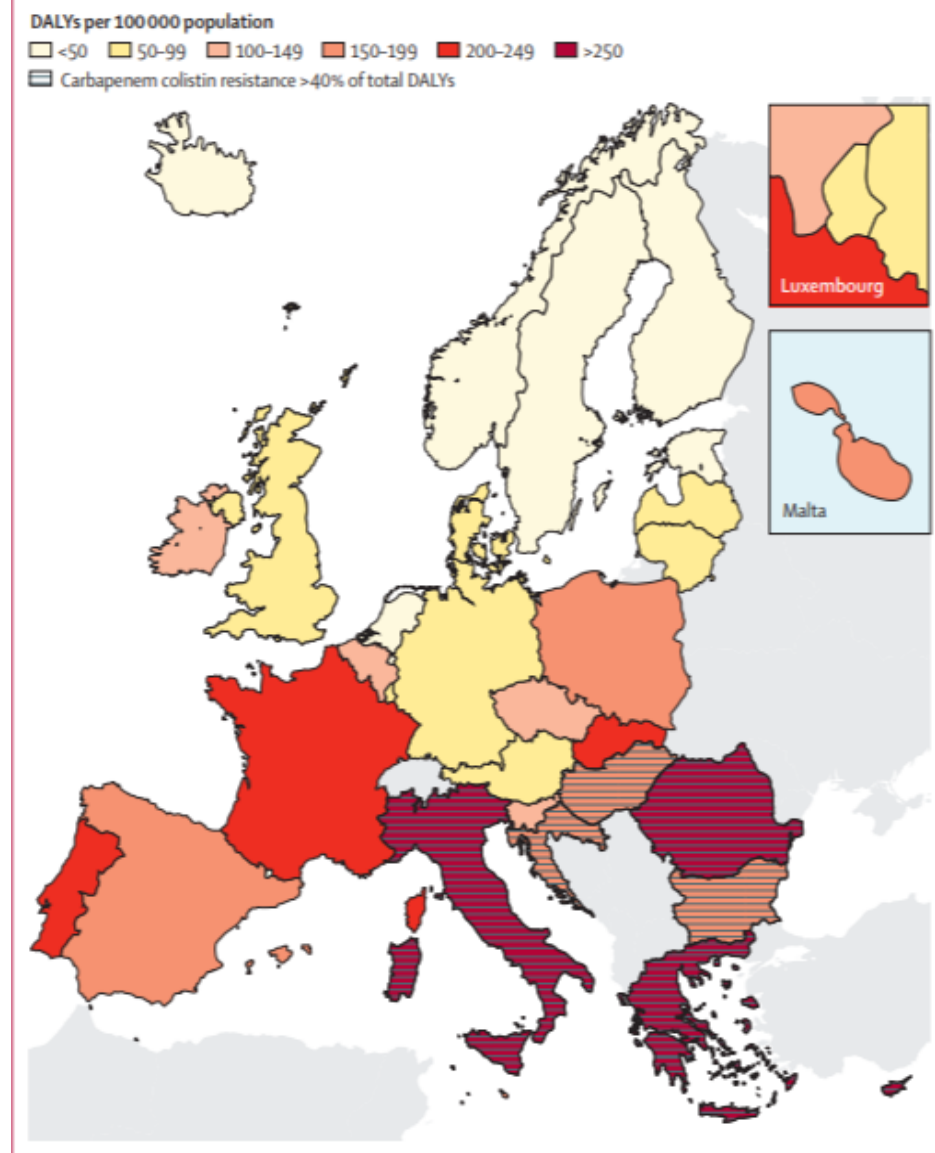 DALYs per 100 000 population
<50 50–99 100–149 150–199 200–249 >250
Carbapenem colistin resistance >40% of total DALYs
Luxembourg
Malta